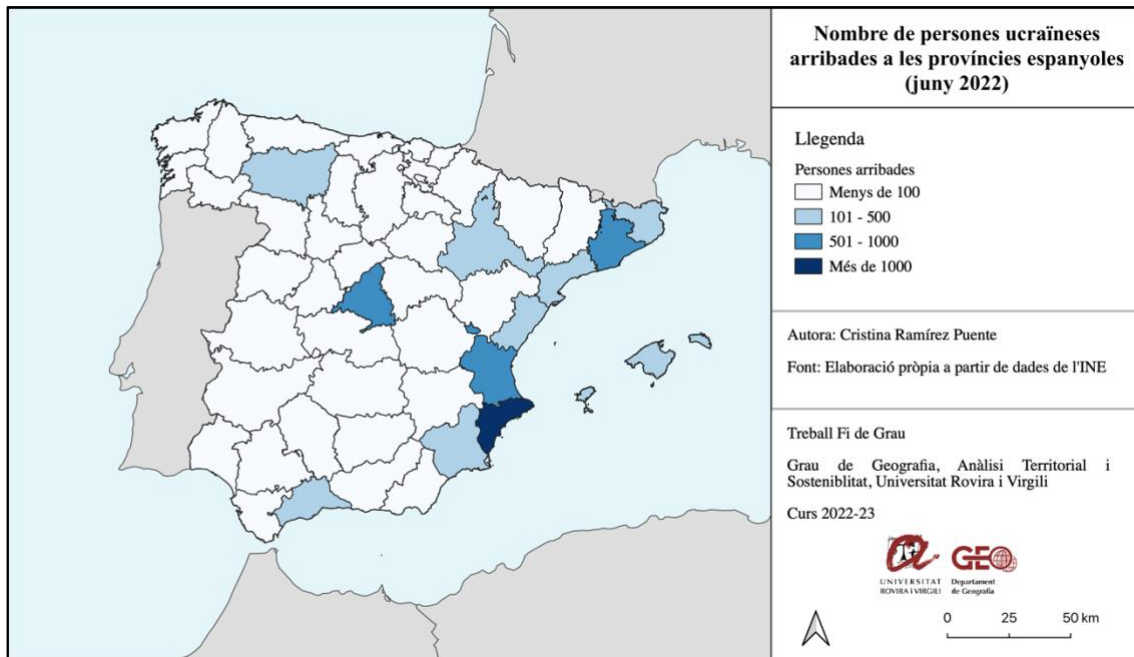 Nombre de persones ucraïneses
arribades a les províncies espanyoles
(juny 2022)
Llegenda
Persones arribades
Menys de 100
101 - 500
501 - 1000
Més de 1000
Autora: Cristina Ramírez Puente
Font: Elaboració pròpia a partir de dades de l'INE
Treball Fi de Grau
Grau de Geografia, Anàlisi Territorial i
Sosteniblitat, Universitat Rovira i Virgili
Curs 2022-23
UNIVERSITAT
ROVIRA I VIRGILI
GEO
Departament
de Geografia
0 25 50 km